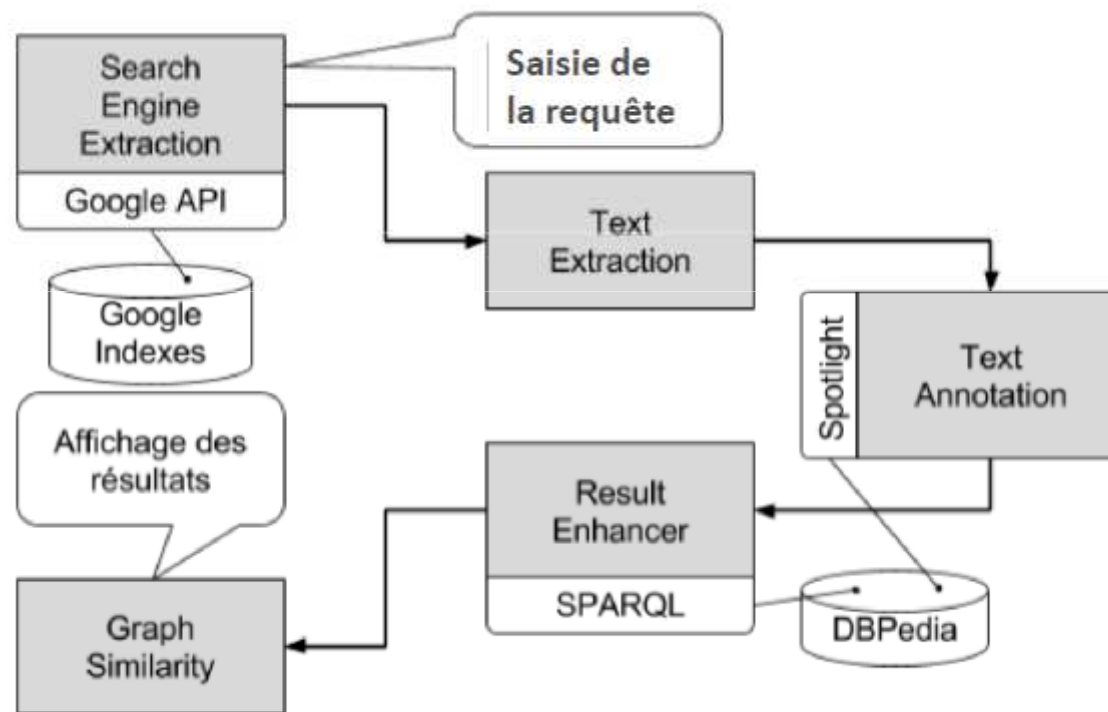 Search
Engine
Extraction
Google API
Saisie de
la requête
Google
Indexes
Text
Extraction
Spotlight
Text
Annotation
Affichage des
résultats
Result
Enhancer
SPARQL
DBPedia
Graph
Similarity